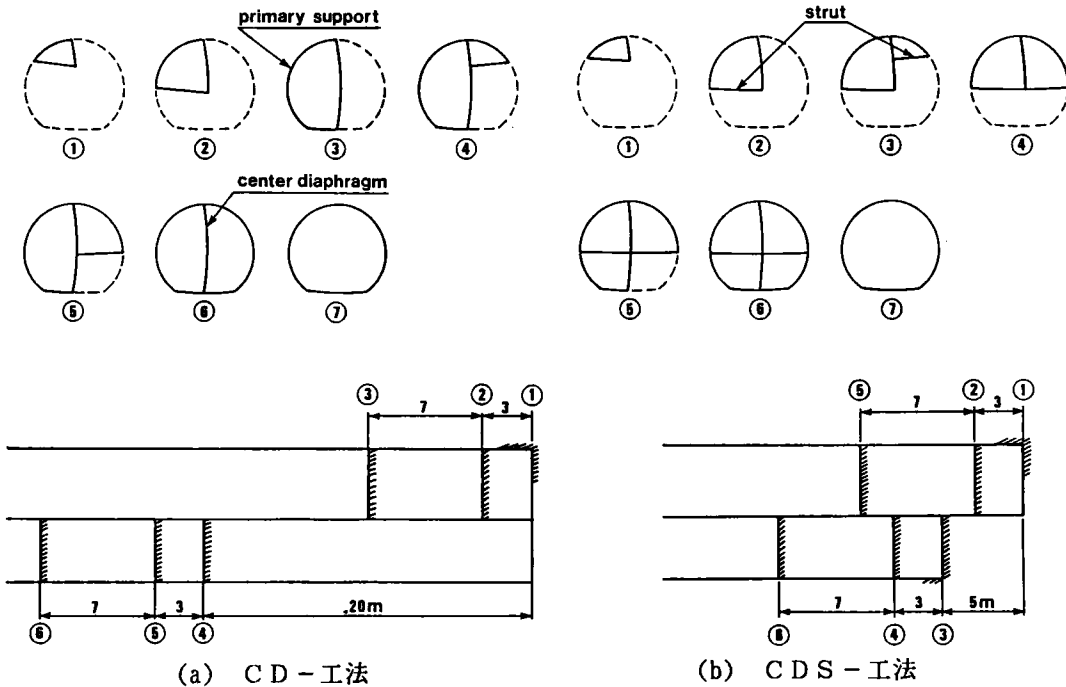 primary support
① ② ③ ④
center diaphragm
⑤ ⑥ ⑦
③ ② ①
7 3
7 3 20m
⑥ ⑤ ④
(a) CD-工法
strut
① ② ③ ④
⑤ ⑥ ⑦
⑤ ② ①
7 3
7 3 5m
⑥ ④ ③
(b) CDS-工法